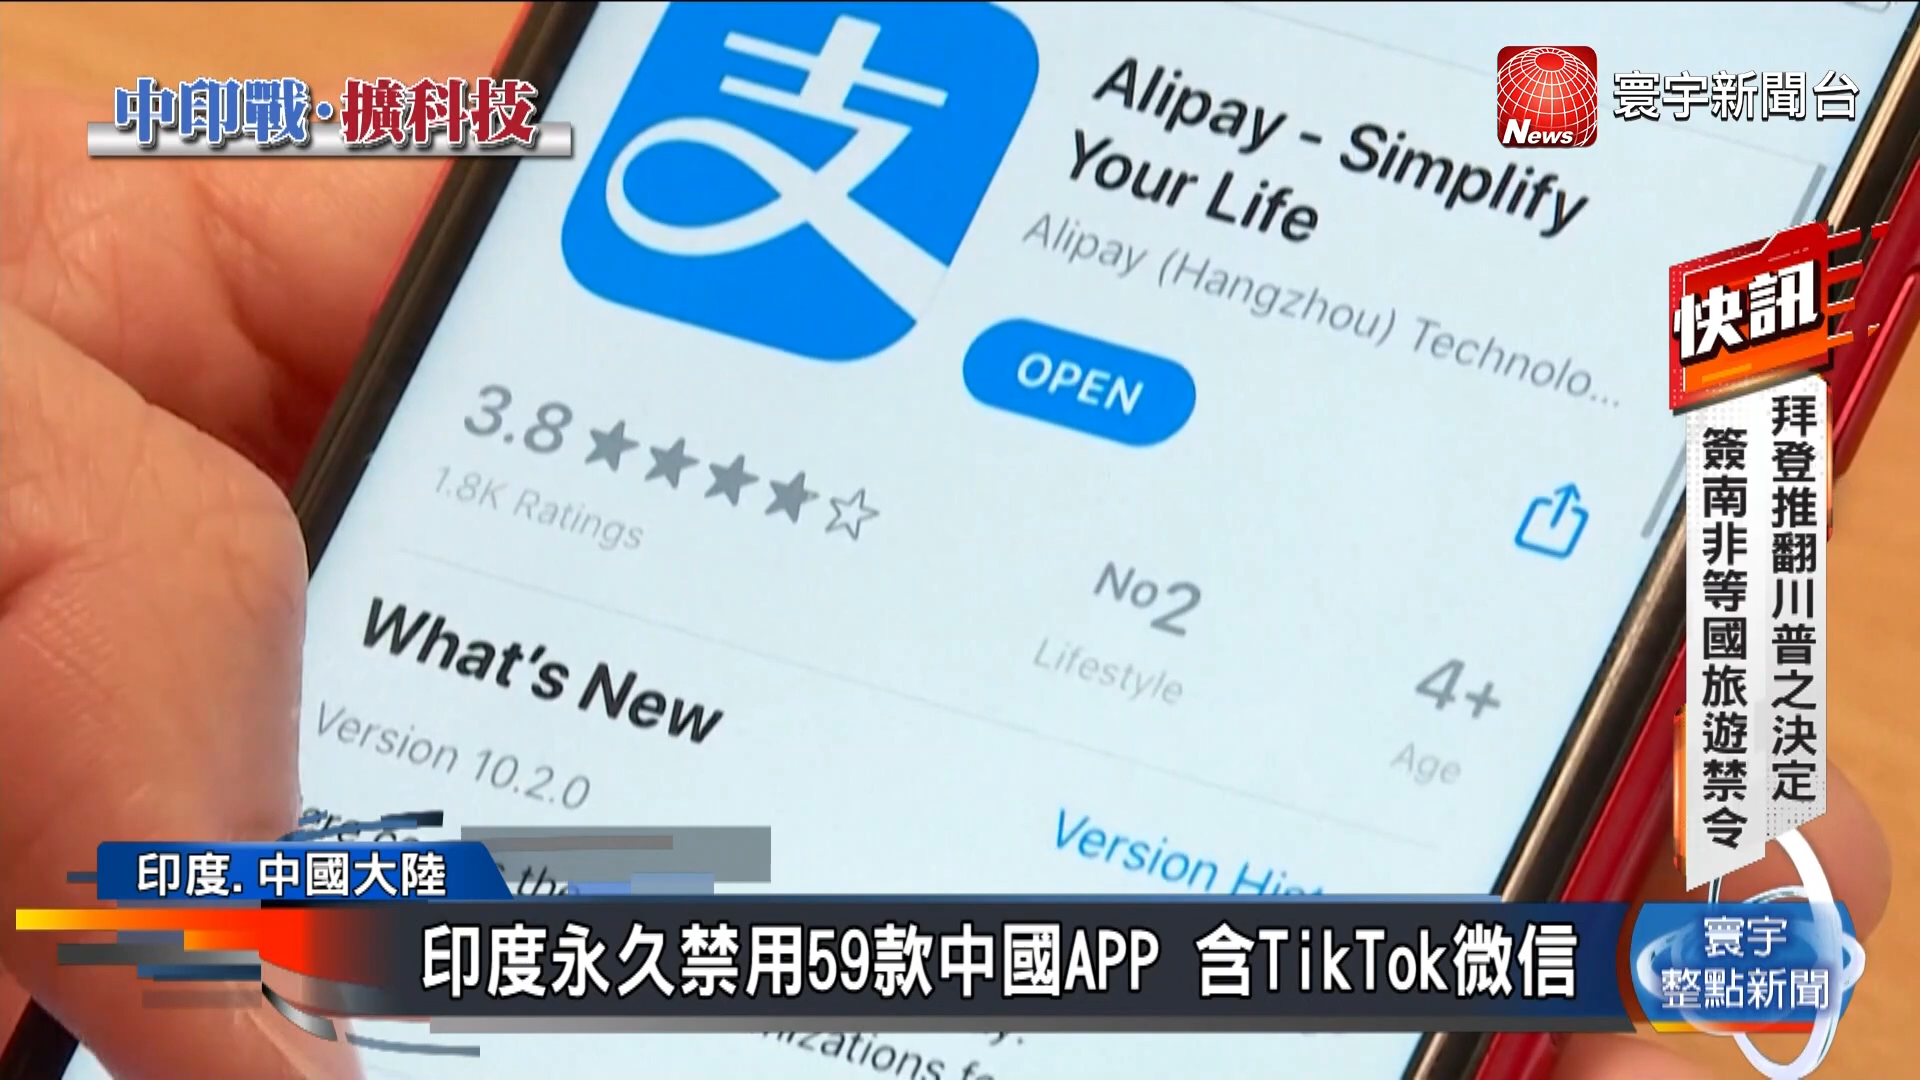 中印戰·擴科技
News 寰宇新聞台
Alipay - Simplify
Your Life
Alipay (Hangzhou) Technolo...
OPEN
3.8
1.8K Ratings
No2
Lifestyle
4+
Age
What's New
Version 10.2.0
Version Hist
the
快訊
拜登推翻川普之決定
簽南非等國旅遊禁令
印度.中國大陸
印度永久禁用59款中國APP 含TikTok微信
寰宇
整點新聞